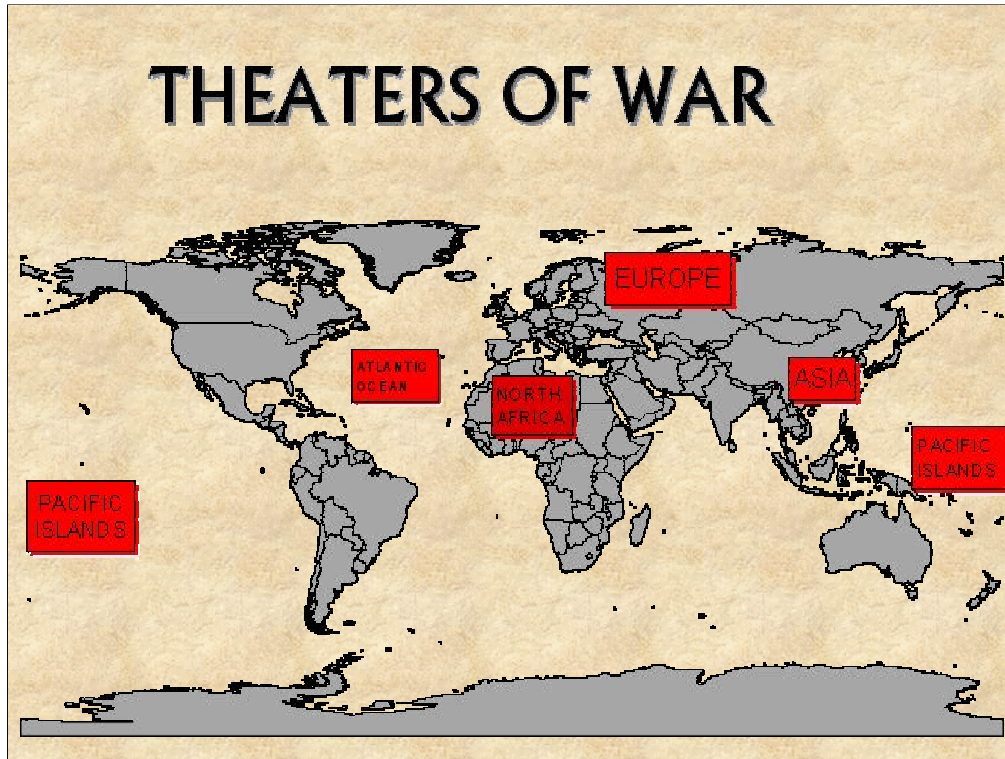 THEATERS OF WAR
EUROPE
ATLANTIC
OCEAN
ASIA
NORTH
AFRICA
PACIFIC
ISLANDS
PACIFIC
ISLANDS